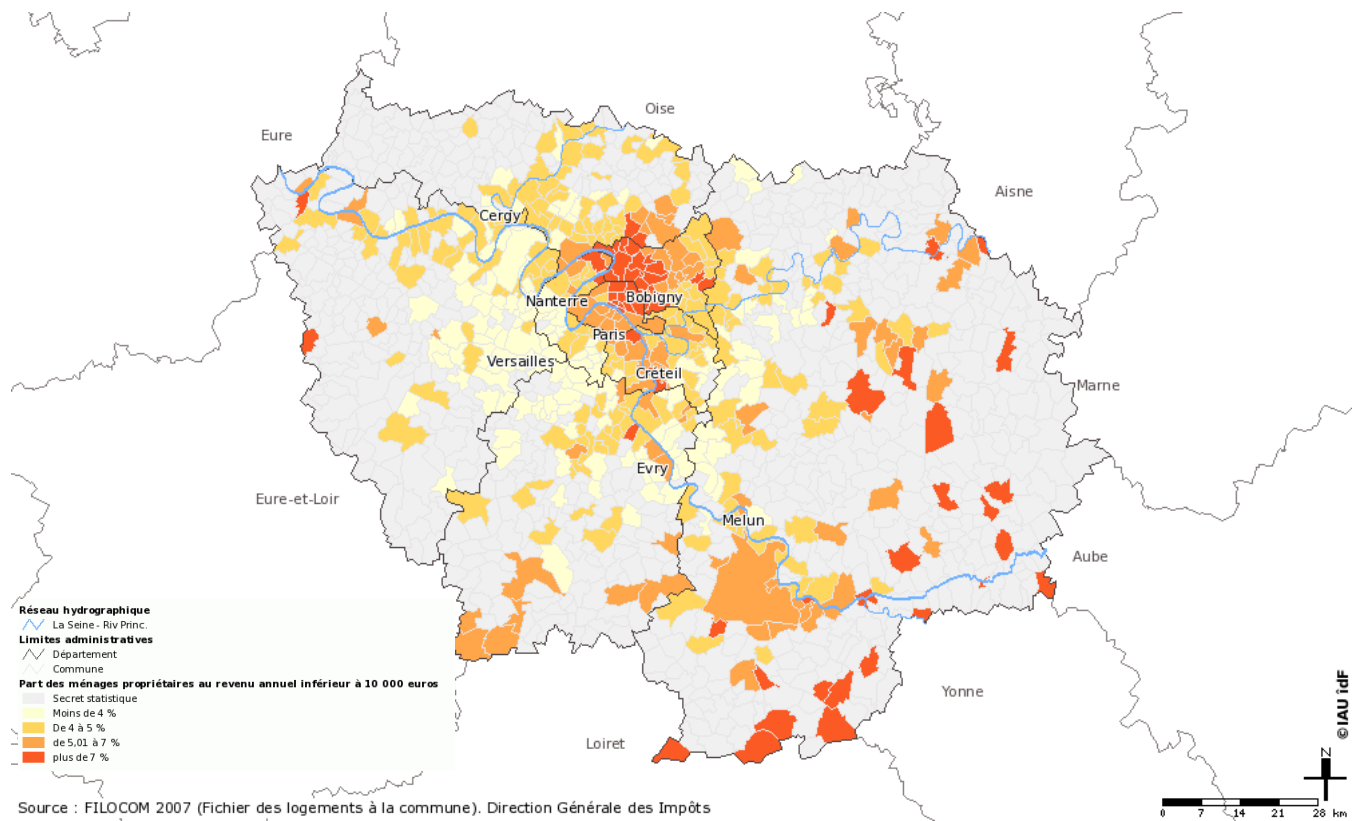 Oise
Eure
Aisne
Cergy
Nanterre
Bobigny
Paris
Versailles
Créteil
Marne
Evry
Eure-et-Loir
Melun
Aube
Réseau hydrographique
La Seine - Riv Princ.
Limites administratives
Département
Commune
Part des ménages propriétaires au revenu annuel inférieur à 10 000 euros
Secret statistique
Moins de 4 %
De 4 à 5 %
de 5,01 à 7 %
plus de 7 %
Yonne
Loiret
©IAU îdF
N
0 7 14 21 28 km
Source : FILOCOM 2007 (Fichier des logements à la commune). Direction Générale des Impôts